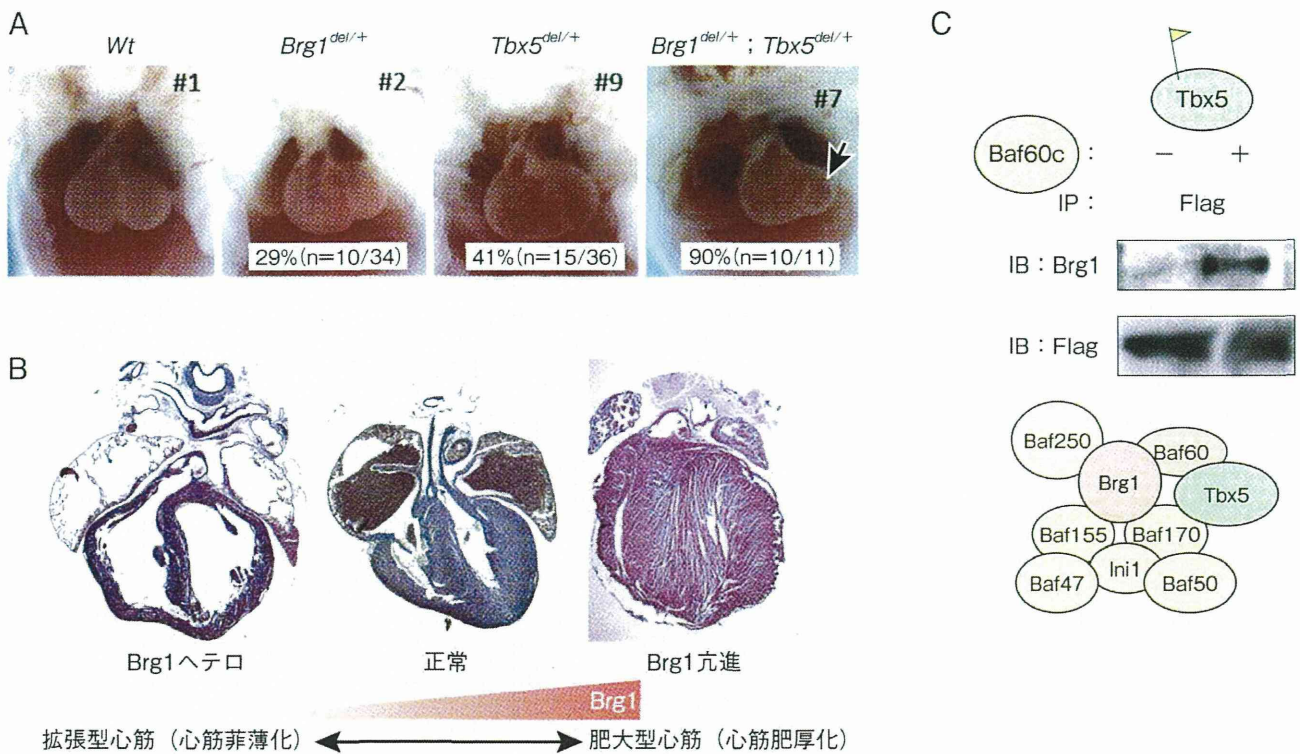 A
Wt
#1
Brg1del/+
#2
29%(n=10/34)
Tbx5del/+
#9
41%(n=15/36)
Brg1del/+ ; Tbx5del/+
#7
90%(n=10/11)
B
Brg1ヘテロ
正常
Brg1亢進
Brg1
拡張型心筋（心筋菲薄化）
肥大型心筋（心筋肥厚化）
C
Tbx5
Baf60c : − +
IP : Flag
IB : Brg1
IB : Flag
Baf250
Baf60
Brg1
Tbx5
Baf155
Baf170
Ini1
Baf47
Baf50